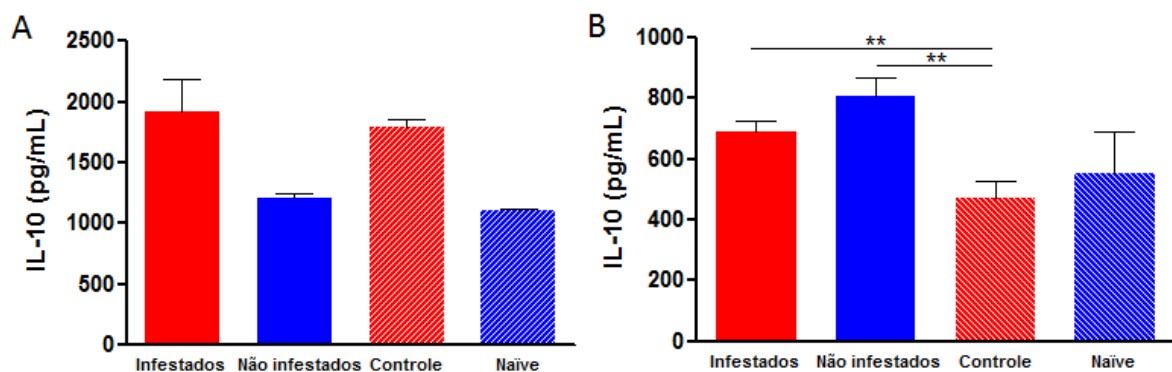 A
IL-10 (pg/mL)
2500
2000
1500
1000
500
0
Infestados Não infestados Controle Naïve
B
IL-10 (pg/mL)
1000
800
600
400
200
0
**
**
Infestados Não infestados Controle Naïve